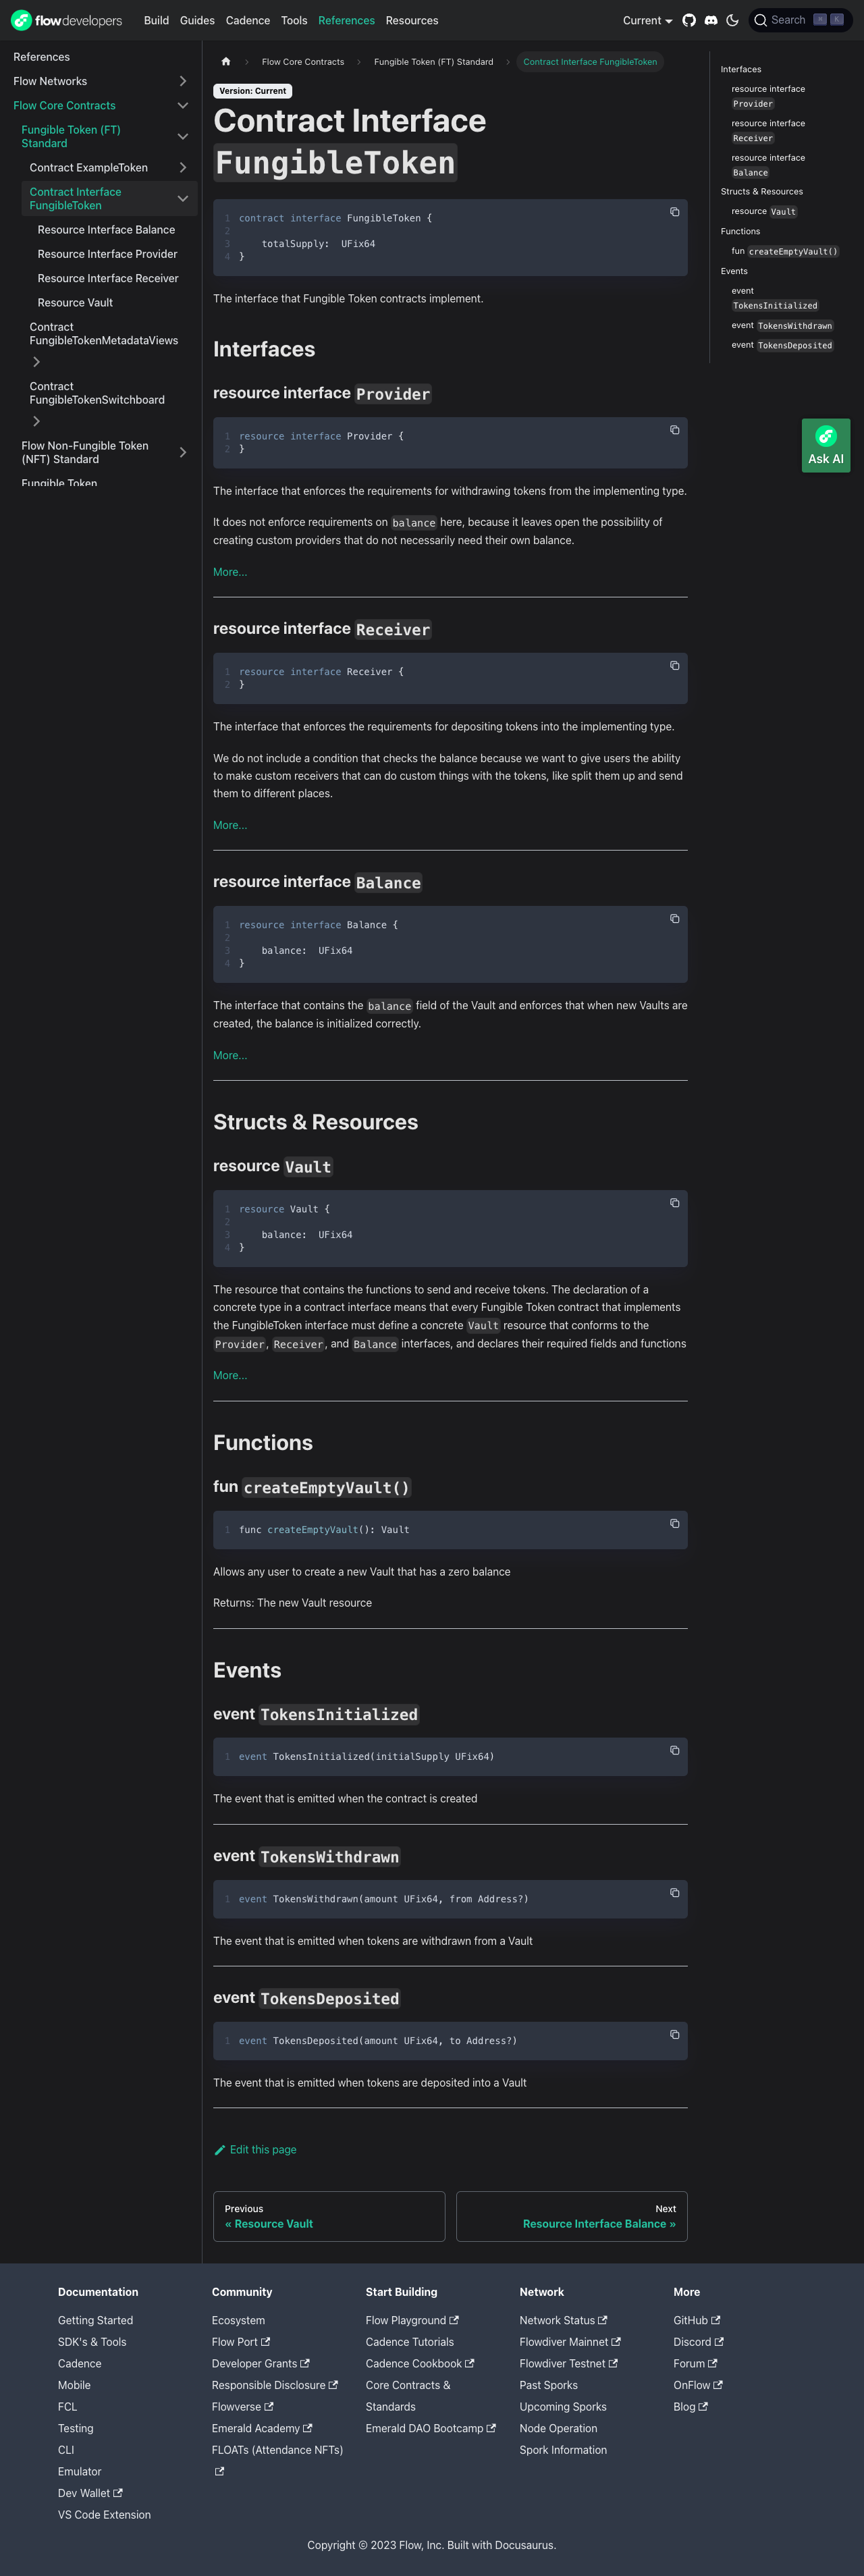 flow developers Build Guides Cadence Tools References Resources Current Search K
References
Flow Networks
Flow Core Contracts
Fungible Token (FT)
Standard
Contract ExampleToken
Contract Interface
FungibleToken
Resource Interface Balance
Resource Interface Provider
Resource Interface Receiver
Resource Vault
Contract
FungibleTokenMetadataViews
Contract
FungibleTokenSwitchboard
Flow Non-Fungible Token
(NFT) Standard
Fungible Token
Flow Core Contracts > Fungible Token (FT) Standard > Contract Interface FungibleToken
Version: Current
Contract Interface
FungibleToken
1 contract interface FungibleToken {
2
3 totalSupply: UFix64
4 }
The interface that Fungible Token contracts implement.
Interfaces
resource interface Provider
1 resource interface Provider {
2 }
The interface that enforces the requirements for withdrawing tokens from the implementing type.
It does not enforce requirements on balance here, because it leaves open the possibility of
creating custom providers that do not necessarily need their own balance.
More...
resource interface Receiver
1 resource interface Receiver {
2 }
The interface that enforces the requirements for depositing tokens into the implementing type.
We do not include a condition that checks the balance because we want to give users the ability
to make custom receivers that can do custom things with the tokens, like split them up and send
them to different places.
More...
resource interface Balance
1 resource interface Balance {
2
3 balance: UFix64
4 }
The interface that contains the balance field of the Vault and enforces that when new Vaults are
created, the balance is initialized correctly.
More...
Structs & Resources
resource Vault
1 resource Vault {
2
3 balance: UFix64
4 }
The resource that contains the functions to send and receive tokens. The declaration of a
concrete type in a contract interface means that every Fungible Token contract that implements
the FungibleToken interface must define a concrete Vault resource that conforms to the
Provider, Receiver, and Balance interfaces, and declares their required fields and functions
More...
Functions
fun createEmptyVault()
1 func createEmptyVault(): Vault
Allows any user to create a new Vault that has a zero balance
Returns: The new Vault resource
Events
event TokensInitialized
1 event TokensInitialized(initialSupply UFix64)
The event that is emitted when the contract is created
event TokensWithdrawn
1 event TokensWithdrawn(amount UFix64, from Address?)
The event that is emitted when tokens are withdrawn from a Vault
event TokensDeposited
1 event TokensDeposited(amount UFix64, to Address?)
The event that is emitted when tokens are deposited into a Vault
Edit this page
Previous
« Resource Vault
Next
Resource Interface Balance »
Interfaces
resource interface
Provider
resource interface
Receiver
resource interface
Balance
Structs & Resources
resource Vault
Functions
fun createEmptyVault()
Events
event
TokensInitialized
event TokensWithdrawn
event TokensDeposited
Ask AI
Documentation
Getting Started
SDK's & Tools
Cadence
Mobile
FCL
Testing
CLI
Emulator
Dev Wallet
VS Code Extension
Community
Ecosystem
Flow Port
Developer Grants
Responsible Disclosure
Flowverse
Emerald Academy
FLOATs (Attendance NFTs)
Start Building
Flow Playground
Cadence Tutorials
Cadence Cookbook
Core Contracts &
Standards
Emerald DAO Bootcamp
Network
Network Status
Flowdiver Mainnet
Flowdiver Testnet
Past Sporks
Upcoming Sporks
Node Operation
Spork Information
More
GitHub
Discord
Forum
OnFlow
Blog
Copyright © 2023 Flow, Inc. Built with Docusaurus.